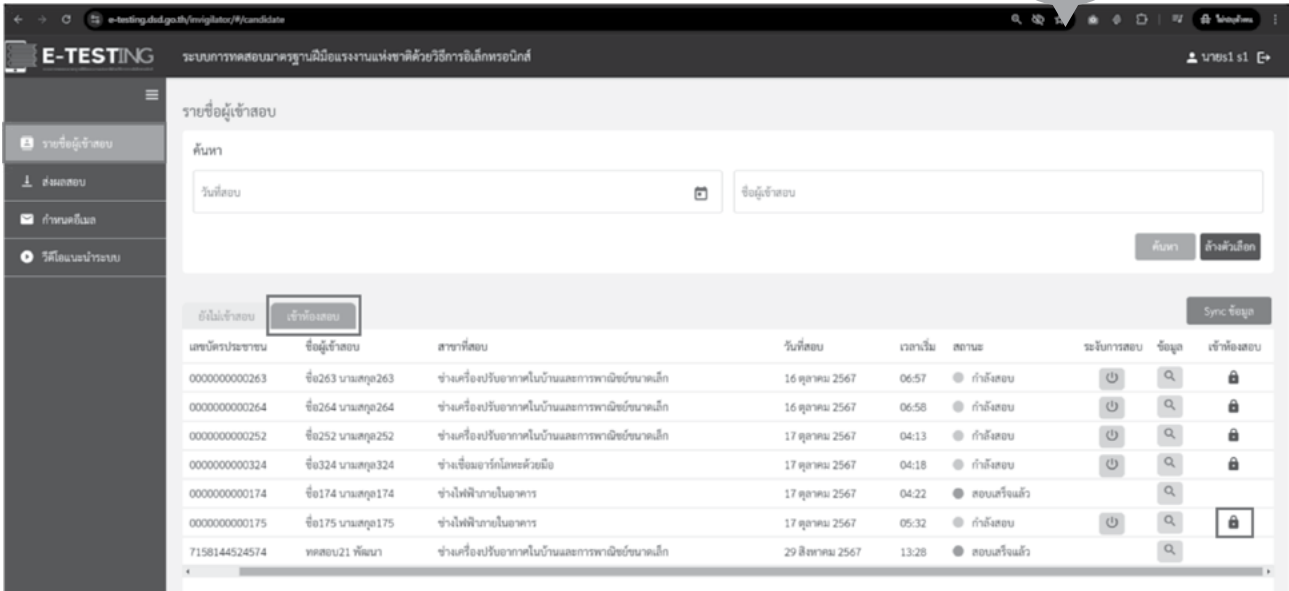 e-testing.dsd.go.th/invigilator/#/candidate
E-TESTING
ระบบการทดสอบมาตรฐานฝีมือแรงงานแห่งชาติด้วยวิธีการอิเล็กทรอนิกส์
นายs1 s1
รายชื่อผู้เข้าสอบ
ส่งผลสอบ
กำหนดอีเมล
วีดีโอแนะนำระบบ
รายชื่อผู้เข้าสอบ
ค้นหา
วันที่สอบ ชื่อผู้เข้าสอบ
ค้นหา ล้างตัวเลือก
ยังไม่เข้าสอบ เข้าห้องสอบ Sync ข้อมูล
เลขบัตรประชาชน ชื่อผู้เข้าสอบ สาขาที่สอบ วันที่สอบ เวลาเริ่ม สถานะ ระงับการสอบ ข้อมูล เข้าห้องสอบ
0000000000263 ชื่อ263 นามสกุล263 ช่างเครื่องปรับอากาศในบ้านและการพาณิชย์ขนาดเล็ก 16 ตุลาคม 2567 06:57 กำลังสอบ
0000000000264 ชื่อ264 นามสกุล264 ช่างเครื่องปรับอากาศในบ้านและการพาณิชย์ขนาดเล็ก 16 ตุลาคม 2567 06:58 กำลังสอบ
0000000000252 ชื่อ252 นามสกุล252 ช่างเครื่องปรับอากาศในบ้านและการพาณิชย์ขนาดเล็ก 17 ตุลาคม 2567 04:13 กำลังสอบ
0000000000324 ชื่อ324 นามสกุล324 ช่างเชื่อมอาร์กโลหะด้วยมือ 17 ตุลาคม 2567 04:18 กำลังสอบ
0000000000174 ชื่อ174 นามสกุล174 ช่างไฟฟ้าภายในอาคาร 17 ตุลาคม 2567 04:22 สอบเสร็จแล้ว
0000000000175 ชื่อ175 นามสกุล175 ช่างไฟฟ้าภายในอาคาร 17 ตุลาคม 2567 05:32 กำลังสอบ
7158144524574 ทดสอบ21 พัฒนา ช่างเครื่องปรับอากาศในบ้านและการพาณิชย์ขนาดเล็ก 29 สิงหาคม 2567 13:28 สอบเสร็จแล้ว